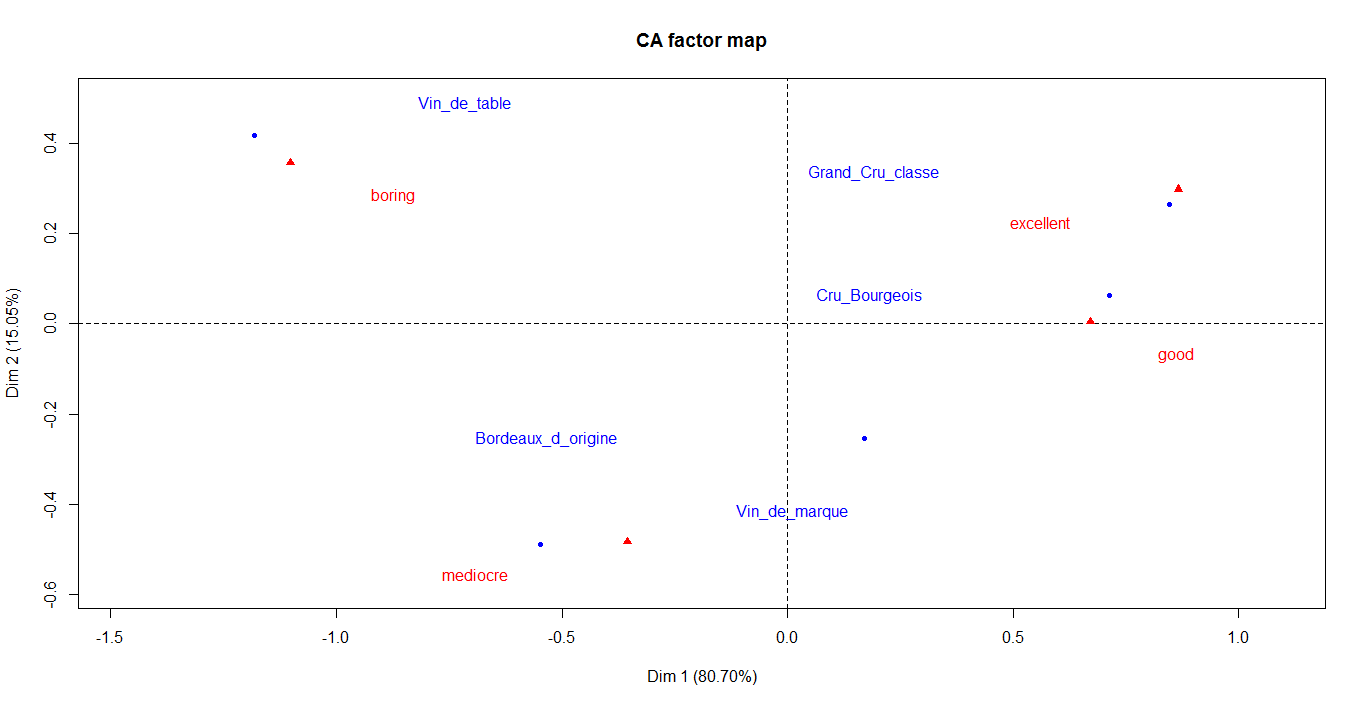 CA factor map
Vin_de_table
Grand_Cru_classe
boring
excellent
Cru_Bourgeois
good
Bordeaux_d_origine
Vin_de_marque
mediocre
0.4
0.2
0.0
-0.2
-0.4
-0.6
Dim 2 (15.05%)
-1.5 -1.0 -0.5 0.0 0.5 1.0
Dim 1 (80.70%)